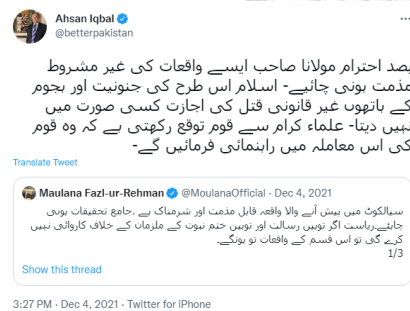 Ahsan Iqbal
@betterpakistan
بصد احترام مولانا صاحب ایسے واقعات کی غیر مشروط
مذمت ہونی چائیے- اسلام اس طرح کی جنونیت اور ہجوم
کے ہاتھوں غیر قانونی قتل کی اجازت کسی صورت میں
نہیں دیتا- علماء کرام سے قوم توقع رکھتی ہے کہ وہ قوم
کی اس معاملہ میں راہنمائی فرمائیں گے-
Translate Tweet
Maulana Fazl-ur-Rehman @MoulanaOfficial · Dec 4, 2021
سیالکوٹ میں پیش آنے والا واقعہ قابل مذمت اور شرمناک ہے ۔جامع تحقیقات ہونی
چاہئے۔ریاست اگر توہین رسالت اور توہین ختم نبوت کے ملزمان کے خلاف کاروائی نہیں
کرے گی تو اس قسم کے واقعات تو ہونگے۔
1/3
Show this thread
3:27 PM · Dec 4, 2021 · Twitter for iPhone